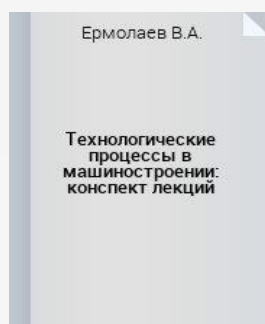 Ермолаев В.А.
Технологические
процессы в
машиностроении:
конспект лекций